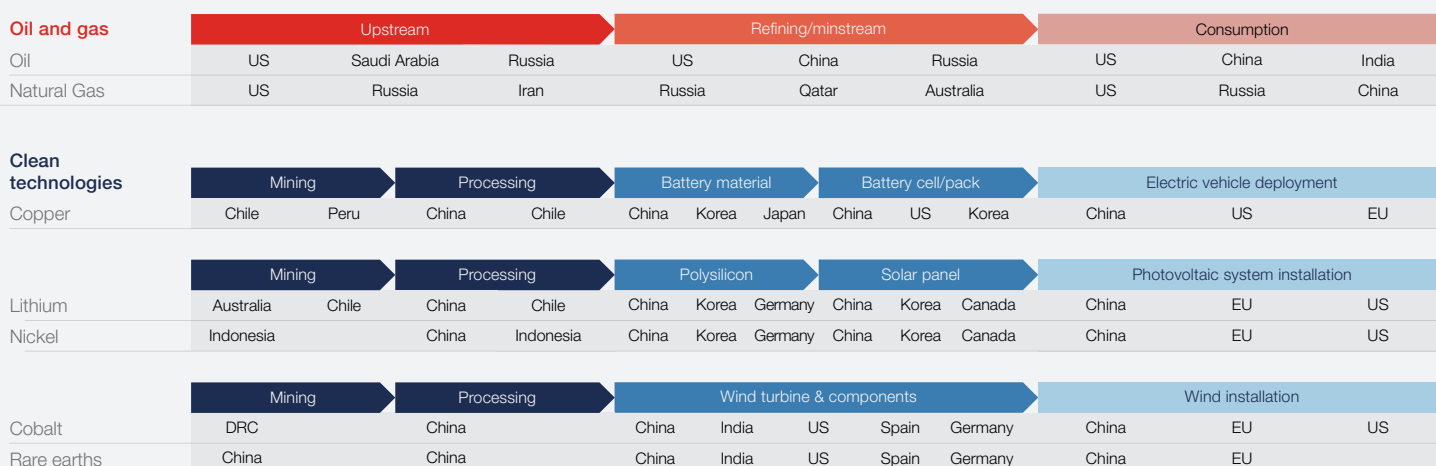 Oil and gas Upstream Refining/minstream Consumption
Oil US Saudi Arabia Russia US China Russia US China India
Natural Gas US Russia Iran Russia Qatar Australia US Russia China
Clean
technologies Mining Processing Battery material Battery cell/pack Electric vehicle deployment
Copper Chile Peru China Chile China Korea Japan China US Korea China US EU
Mining Processing Polysilicon Solar panel Photovoltaic system installation
Lithium Australia Chile China Chile China Korea Germany China Korea Canada China EU US
Nickel Indonesia China Indonesia China Korea Germany China Korea Canada China EU US
Mining Processing Wind turbine & components Wind installation
Cobalt DRC China China India US Spain Germany China EU US
Rare earths China China China India US Spain Germany China EU